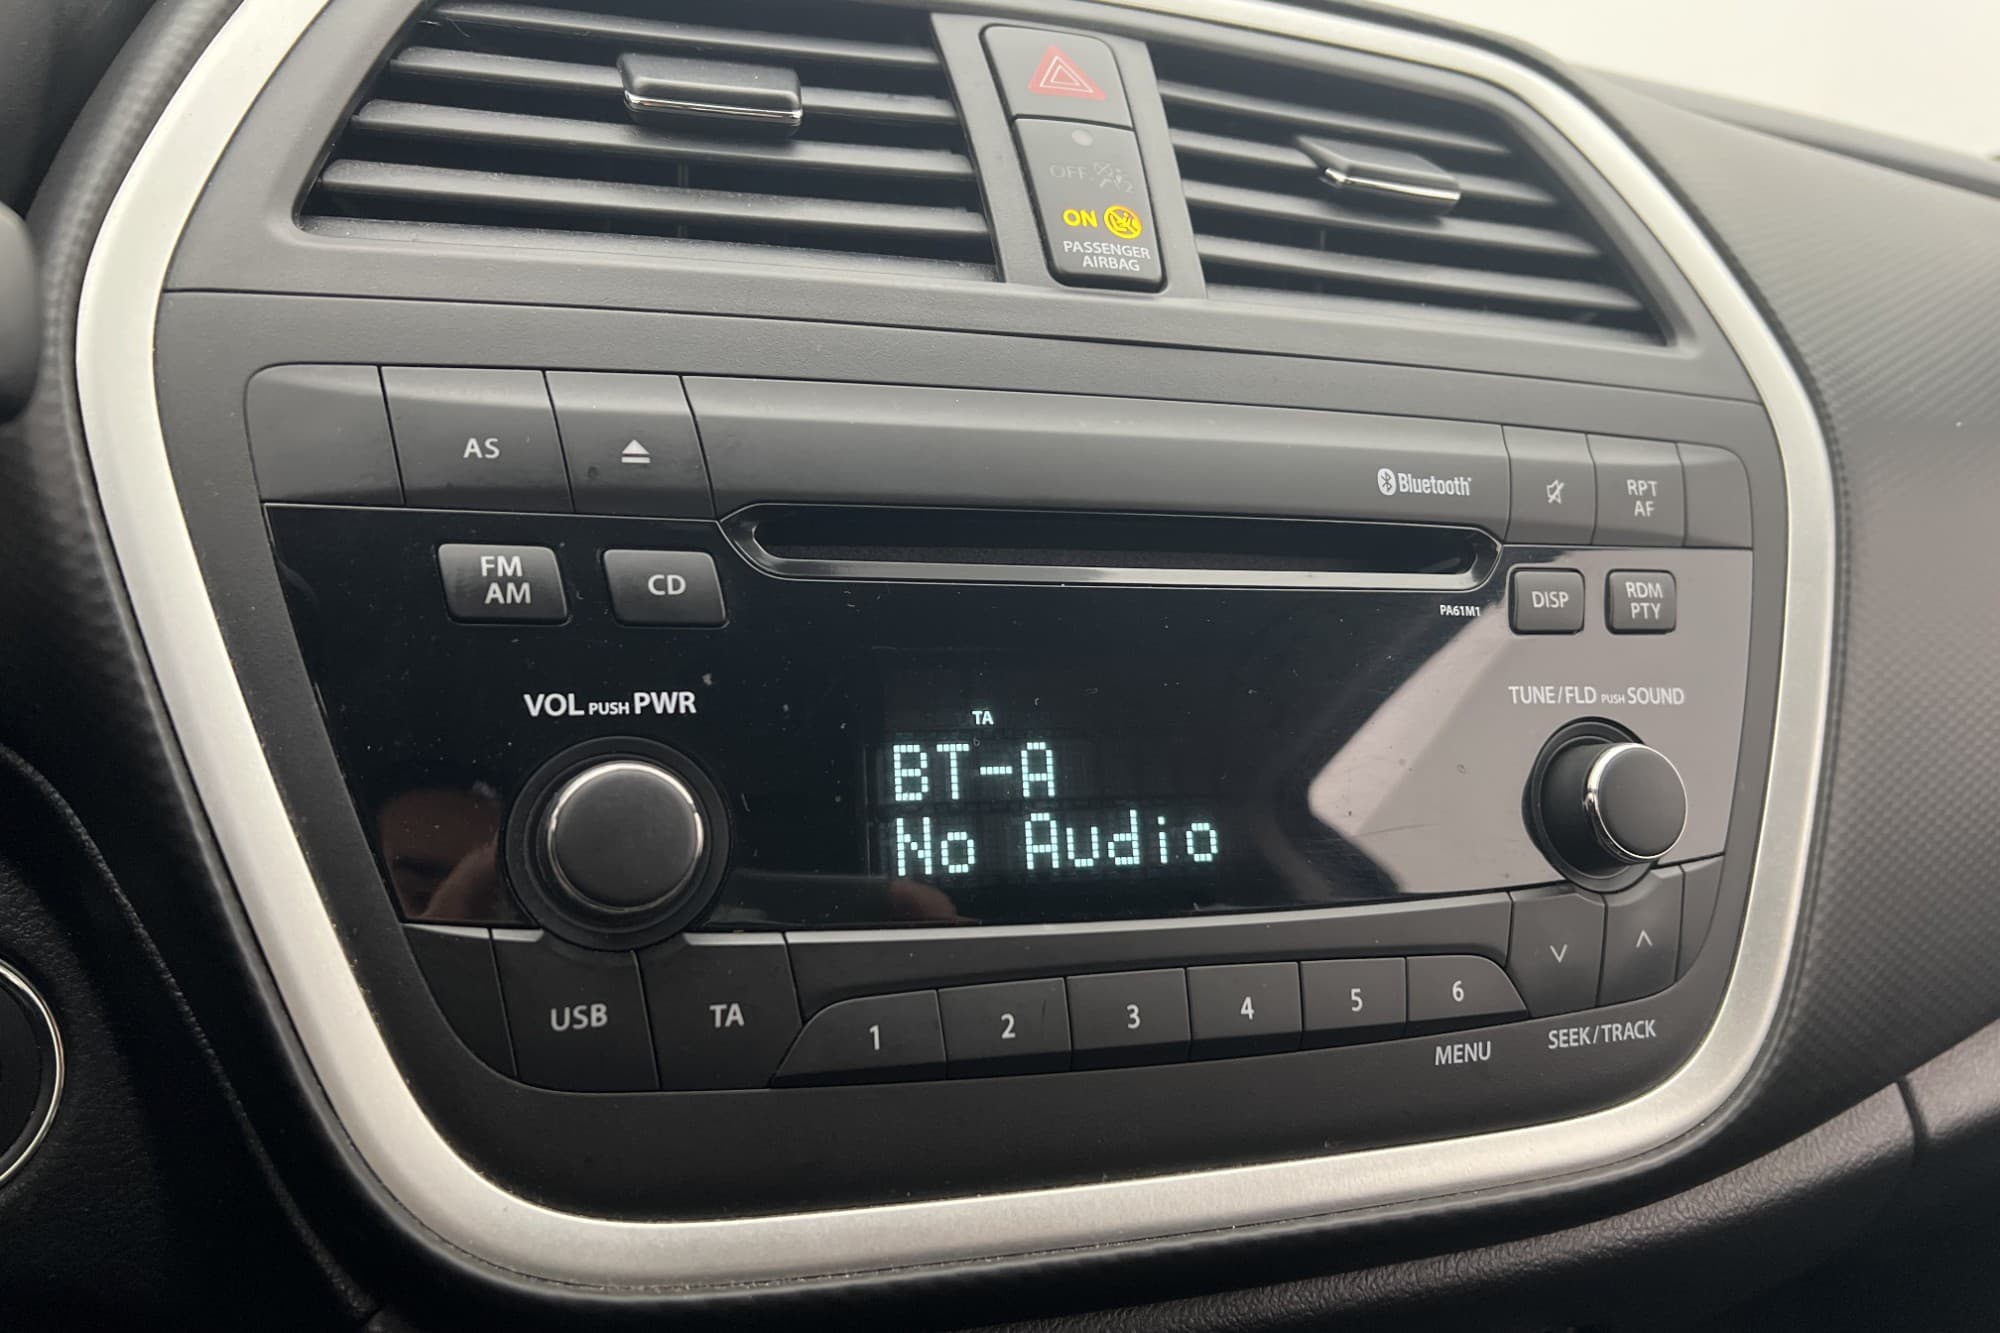 OFF
ON
PASSENGER
AIRBAG
AS
Bluetooth
RPT
AF
FM
AM
CD
PA61M1
DISP
RDM
PTY
VOL PUSH PWR
TUNE/FLD PUSH SOUND
TA
BT-A
No Audio
USB
TA
1
2
3
4
5
6
MENU
SEEK/TRACK